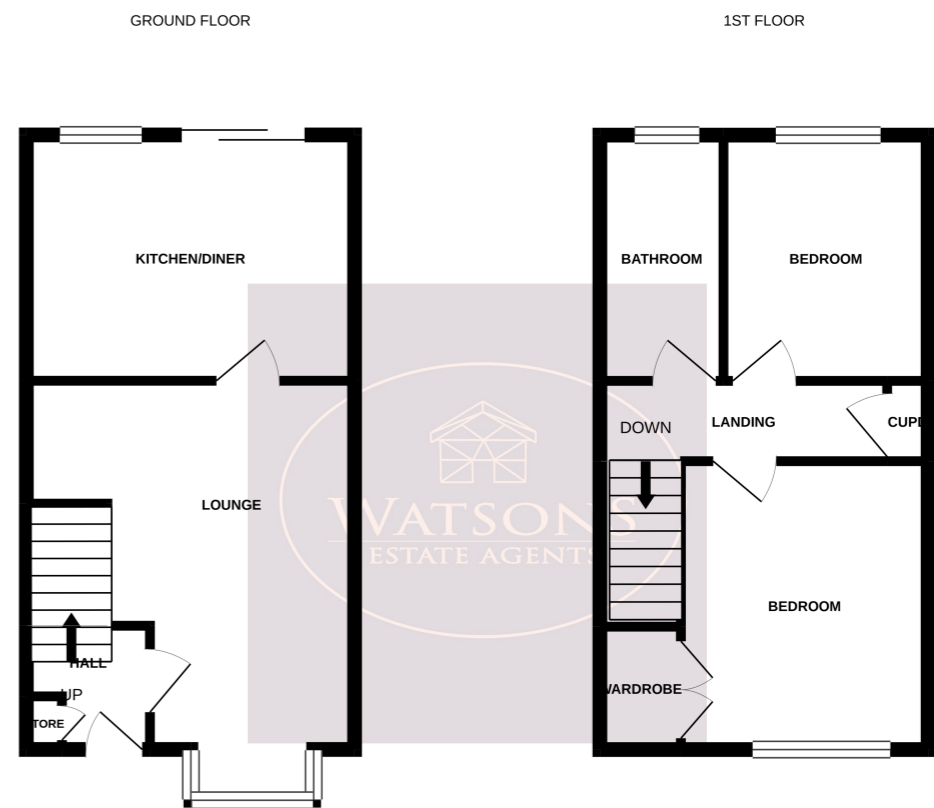 GROUND FLOOR
1ST FLOOR
KITCHEN/DINER
BATHROOM
BEDROOM
LANDING
CUPD
DOWN
LOUNGE
WATSONS
ESTATE AGENTS
BEDROOM
HALL
UP
WARDROBE
TORE